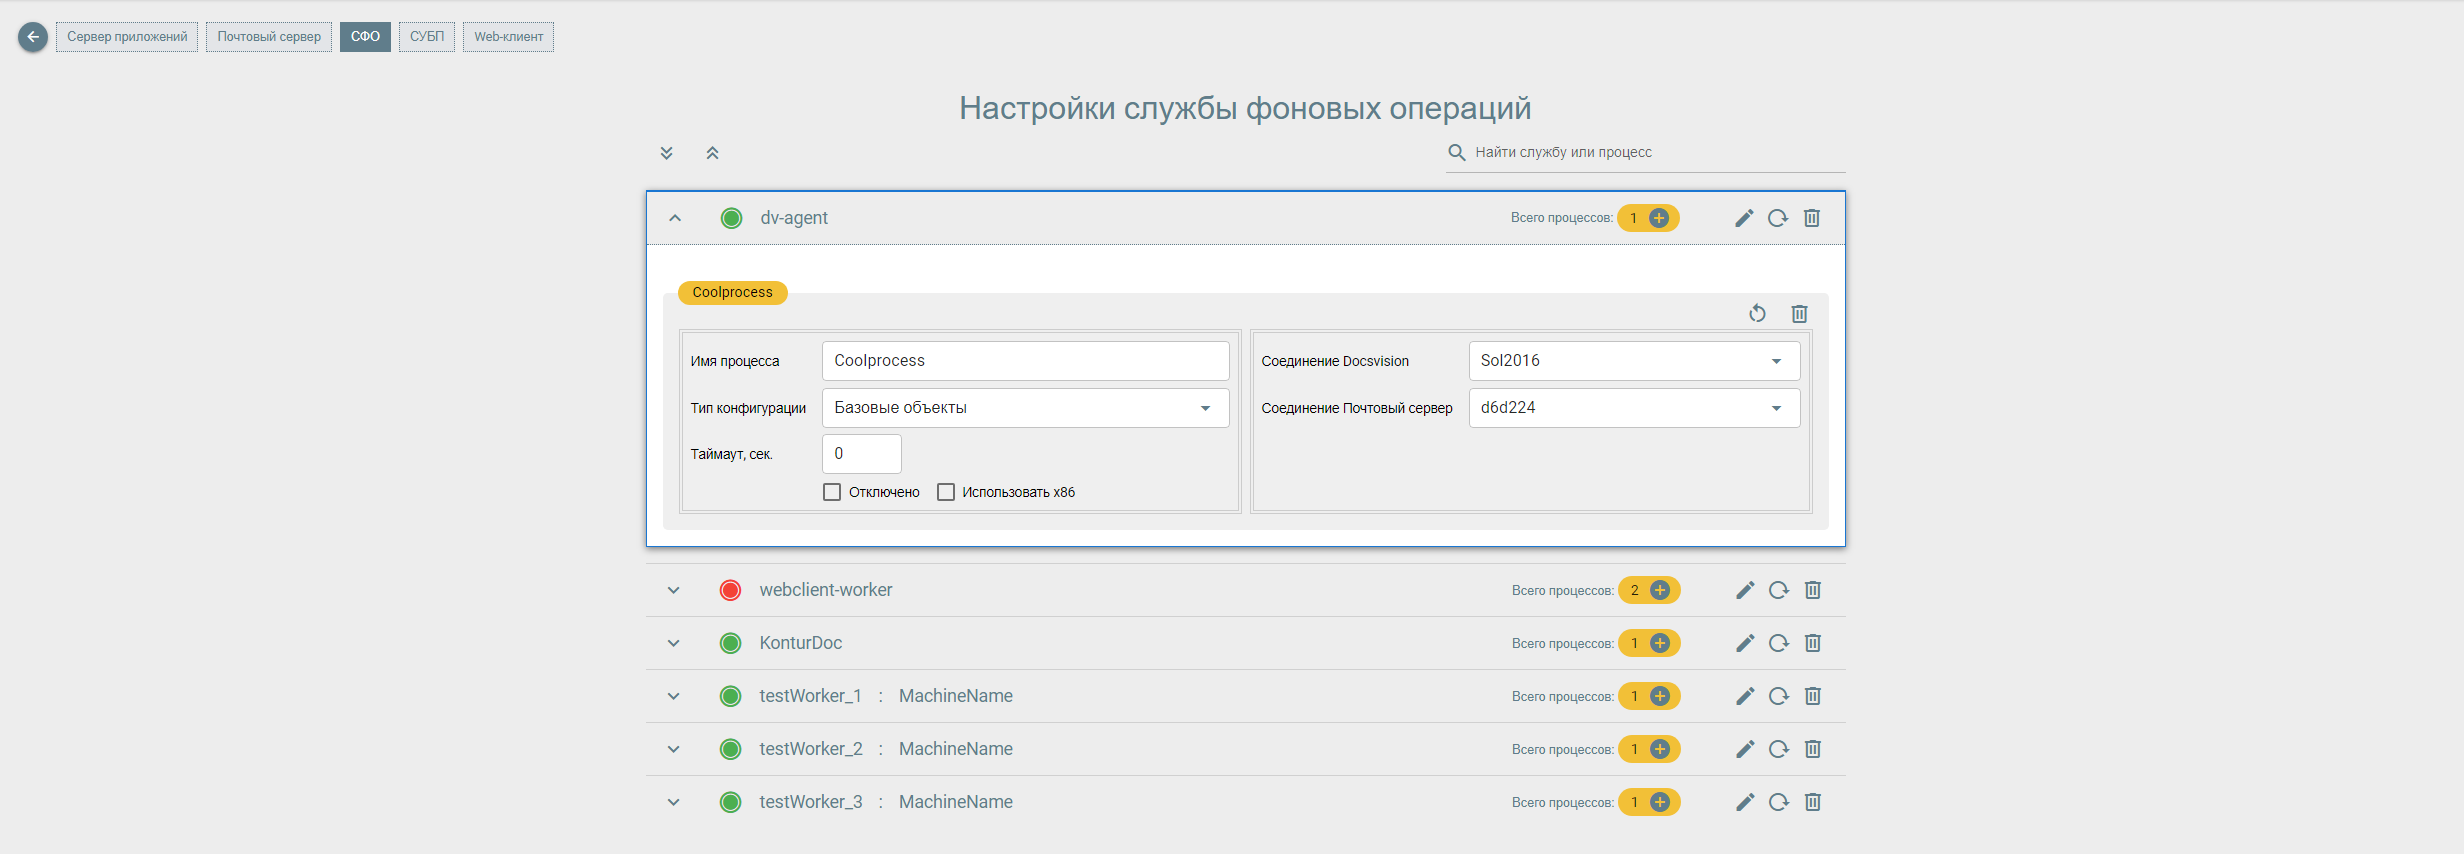 Сервер приложений Почтовый сервер СФО СУБП Web-клиент
Настройки службы фоновых операций
Найти службу или процесс
dv-agent Всего процессов: 1
Coolprocess
Имя процесса Coolprocess Соединение Docsvision Sol2016
Тип конфигурации Базовые объекты Соединение Почтовый сервер d6d224
Таймаут, сек. 0
Отключено Использовать x86
webclient-worker Всего процессов: 2
KonturDoc Всего процессов: 1
testWorker_1 : MachineName Всего процессов: 1
testWorker_2 : MachineName Всего процессов: 1
testWorker_3 : MachineName Всего процессов: 1